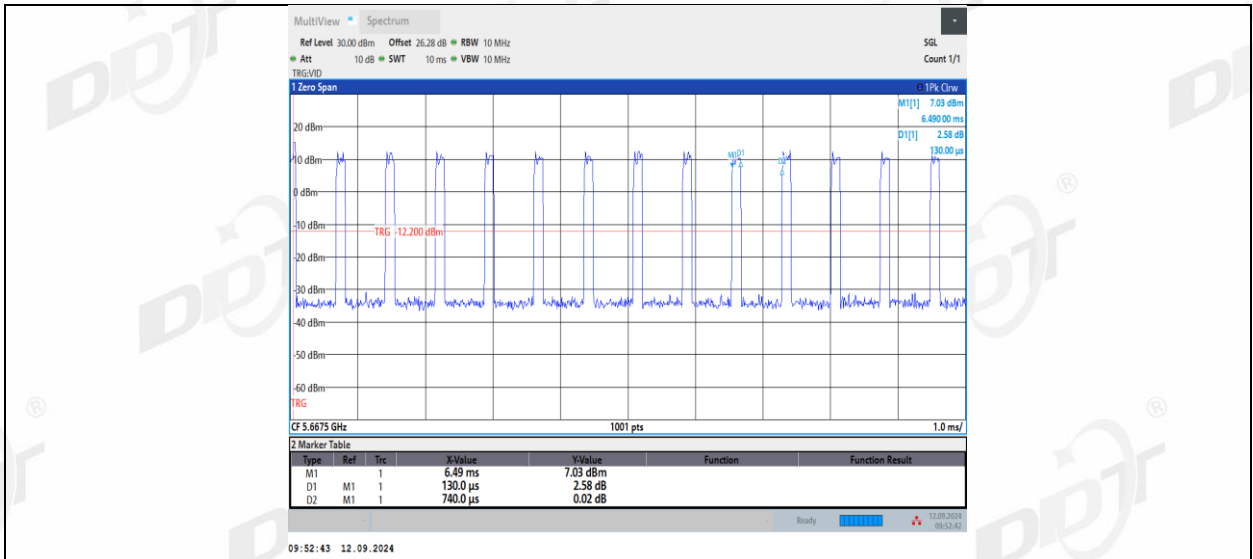 MultiView Spectrum
Ref Level 30.00 dBm Offset 26.28 dB RBW 10 MHz SGL
Att 10 dB SWT 10 ms VBW 10 MHz Count 1/1
TRG:VID
1 Zero Span 1Pk Clrw
M1[1] 7.03 dBm
6.490 00 ms
D1[1] 2.58 dB
130.00 µs
20 dBm
10 dBm
M1 D1 D2
0 dBm
-10 dBm
TRG -12.200 dBm
-20 dBm
-30 dBm
-40 dBm
-50 dBm
-60 dBm
TRG
CF 5.6675 GHz 1001 pts 1.0 ms/
2 Marker Table
Type Ref Trc X-Value Y-Value Function Function Result
M1 1 6.49 ms 7.03 dBm
D1 M1 1 130.0 µs 2.58 dB
D2 M1 1 740.0 µs 0.02 dB
Ready 12.09.2024
09:52:42
09:52:43 12.09.2024
DDT
®